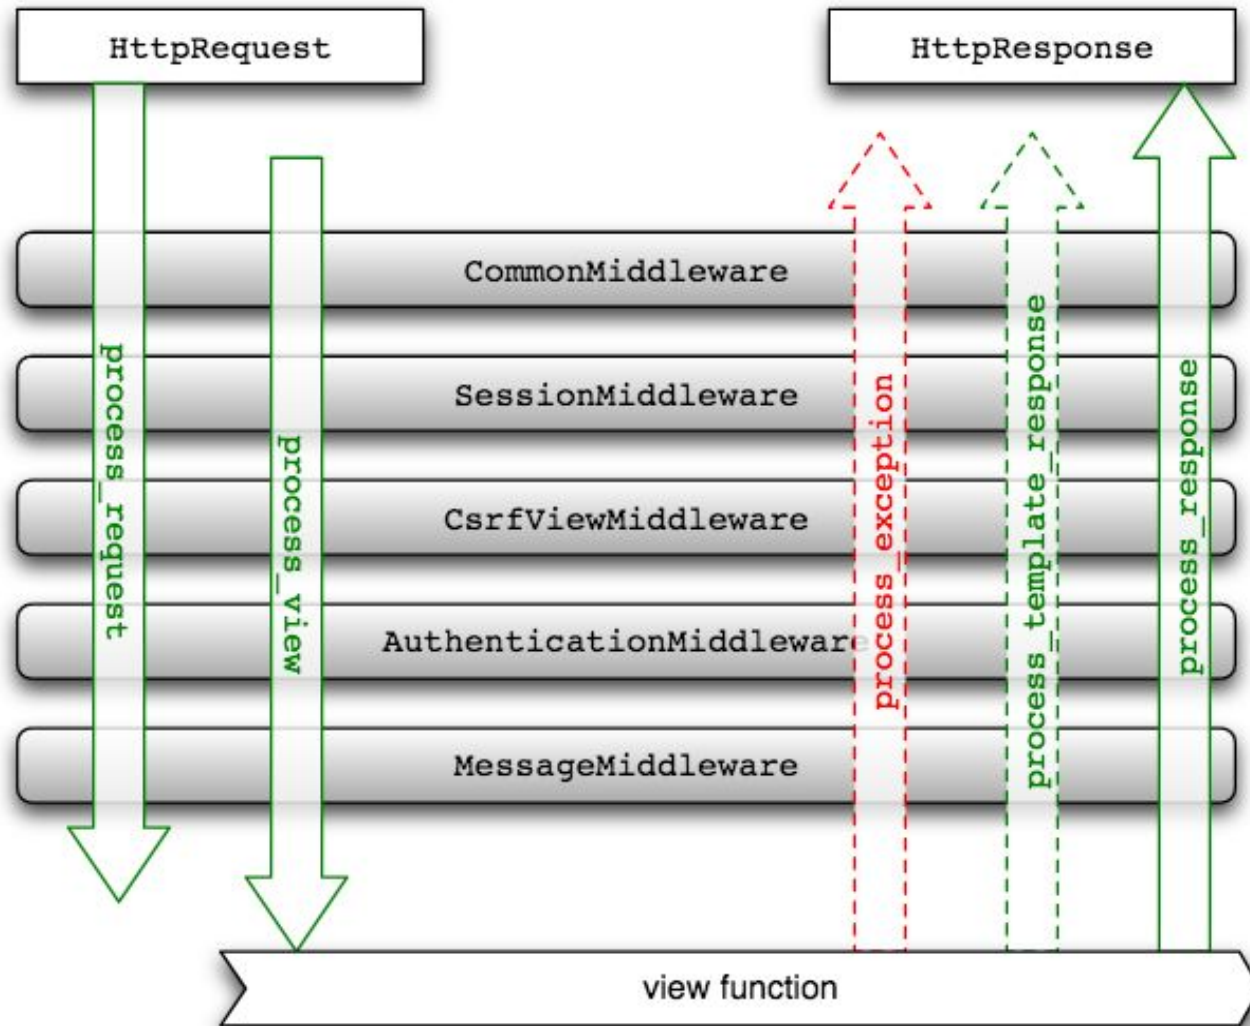 HttpRequest
HttpResponse
CommonMiddleware
SessionMiddleware
CsrfViewMiddleware
AuthenticationMiddleware
MessageMiddleware
process_request
process_view
process_exception
process_template_response
process_response
view function